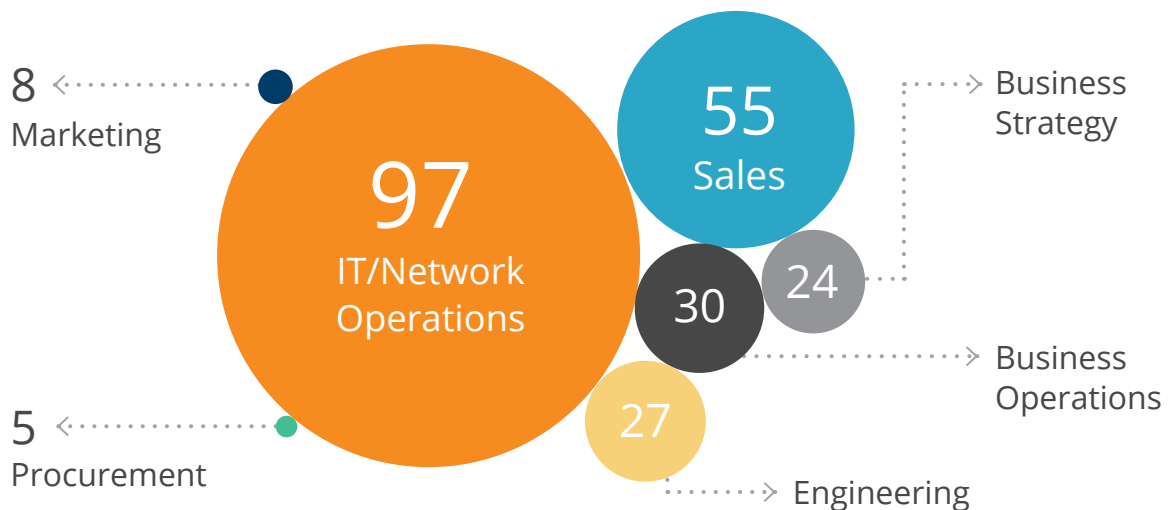 8
Marketing
97
IT/Network
Operations
55
Sales
Business
Strategy
24
30
Business
Operations
27
Engineering
5
Procurement